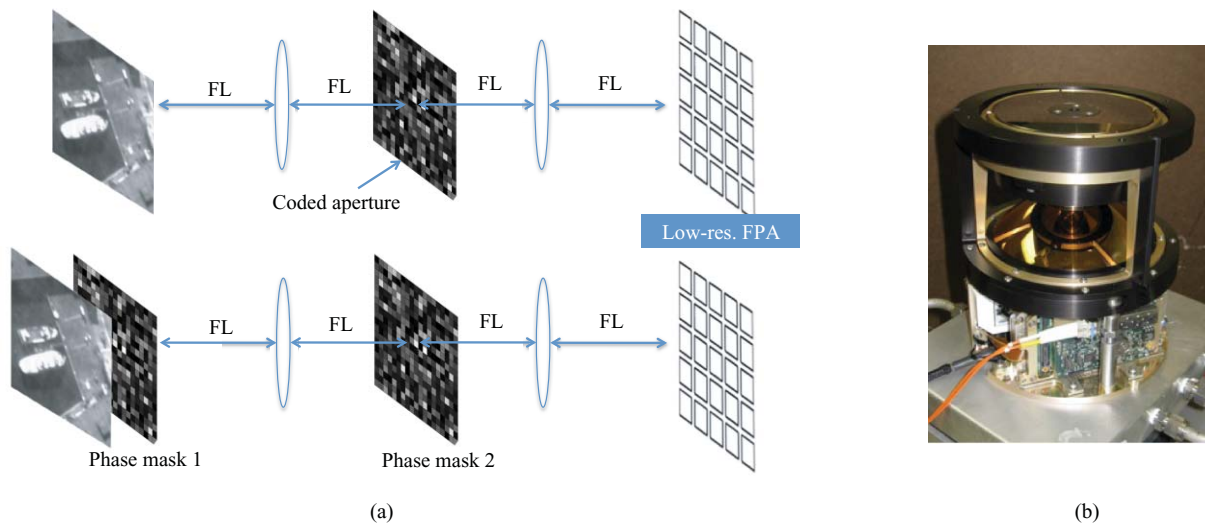 FL FL FL FL
Coded aperture
Low-res. FPA
FL FL FL FL
Phase mask 1 Phase mask 2
(a) (b)